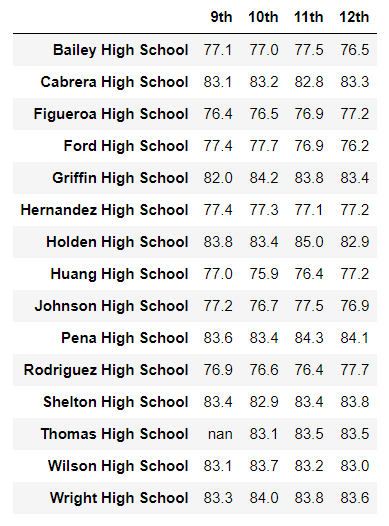 9th 10th 11th 12th
Bailey High School 77.1 77.0 77.5 76.5
Cabrera High School 83.1 83.2 82.8 83.3
Figueroa High School 76.4 76.5 76.9 77.2
Ford High School 77.4 77.7 76.9 76.2
Griffin High School 82.0 84.2 83.8 83.4
Hernandez High School 77.4 77.3 77.1 77.2
Holden High School 83.8 83.4 85.0 82.9
Huang High School 77.0 75.9 76.4 77.2
Johnson High School 77.2 76.7 77.5 76.9
Pena High School 83.6 83.4 84.3 84.1
Rodriguez High School 76.9 76.6 76.4 77.7
Shelton High School 83.4 82.9 83.4 83.8
Thomas High School nan 83.1 83.5 83.5
Wilson High School 83.1 83.7 83.2 83.0
Wright High School 83.3 84.0 83.8 83.6